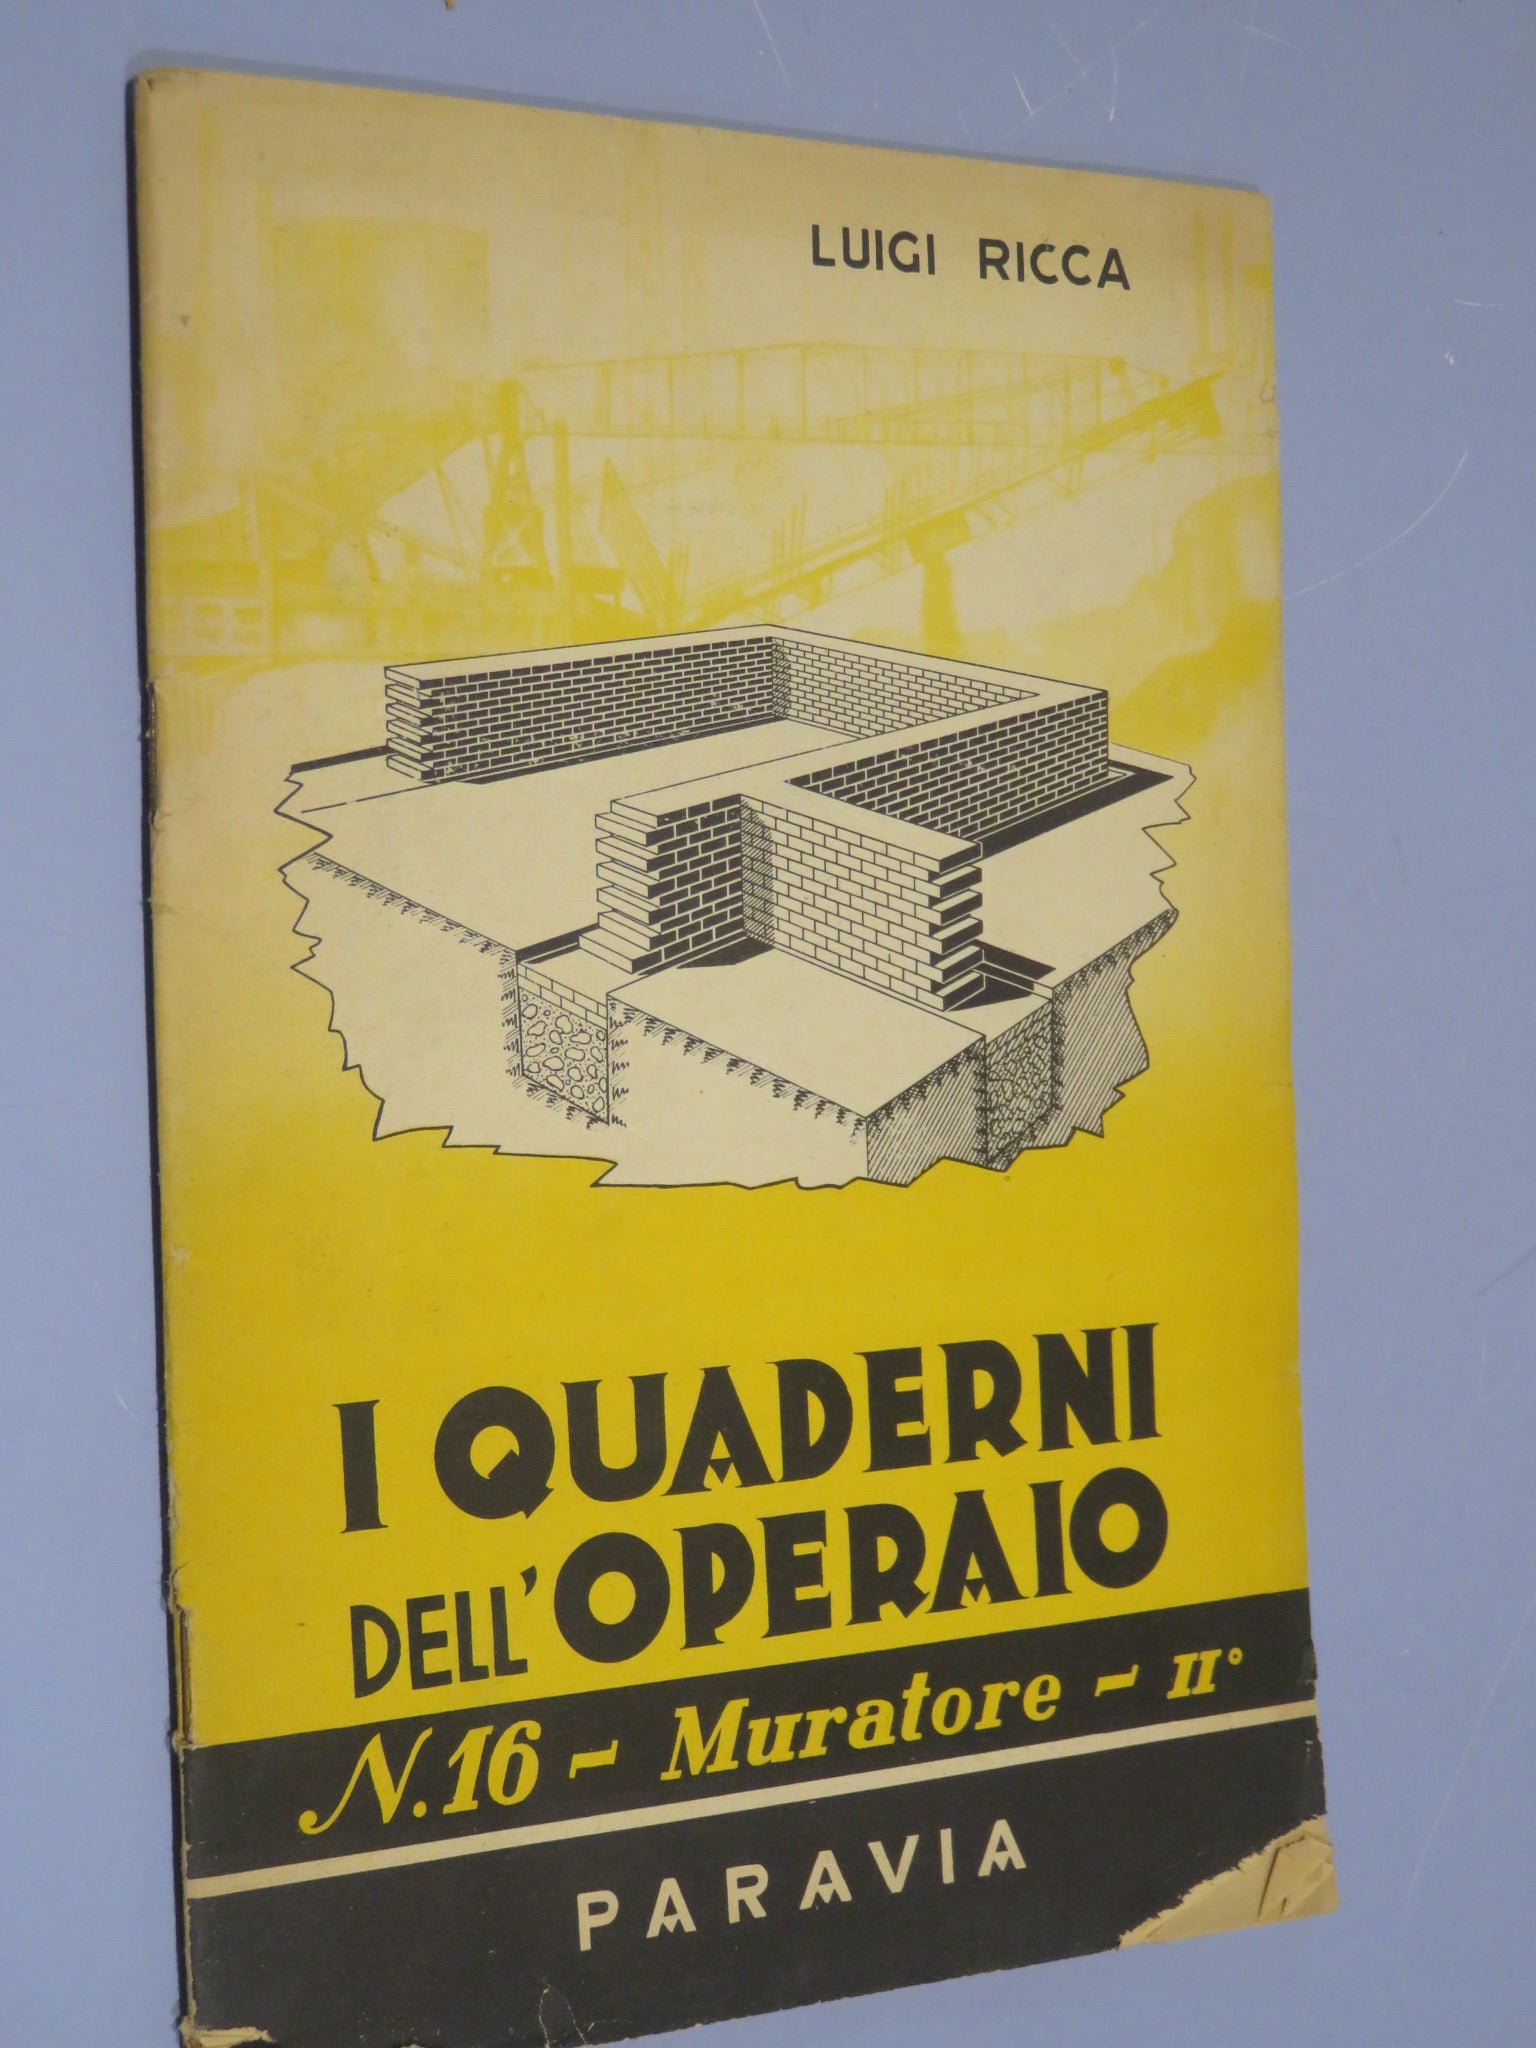 LUIGI RICCA
I QUADERNI
DELL'OPERAIO
N.16 - Muratore - II°
PARAVIA